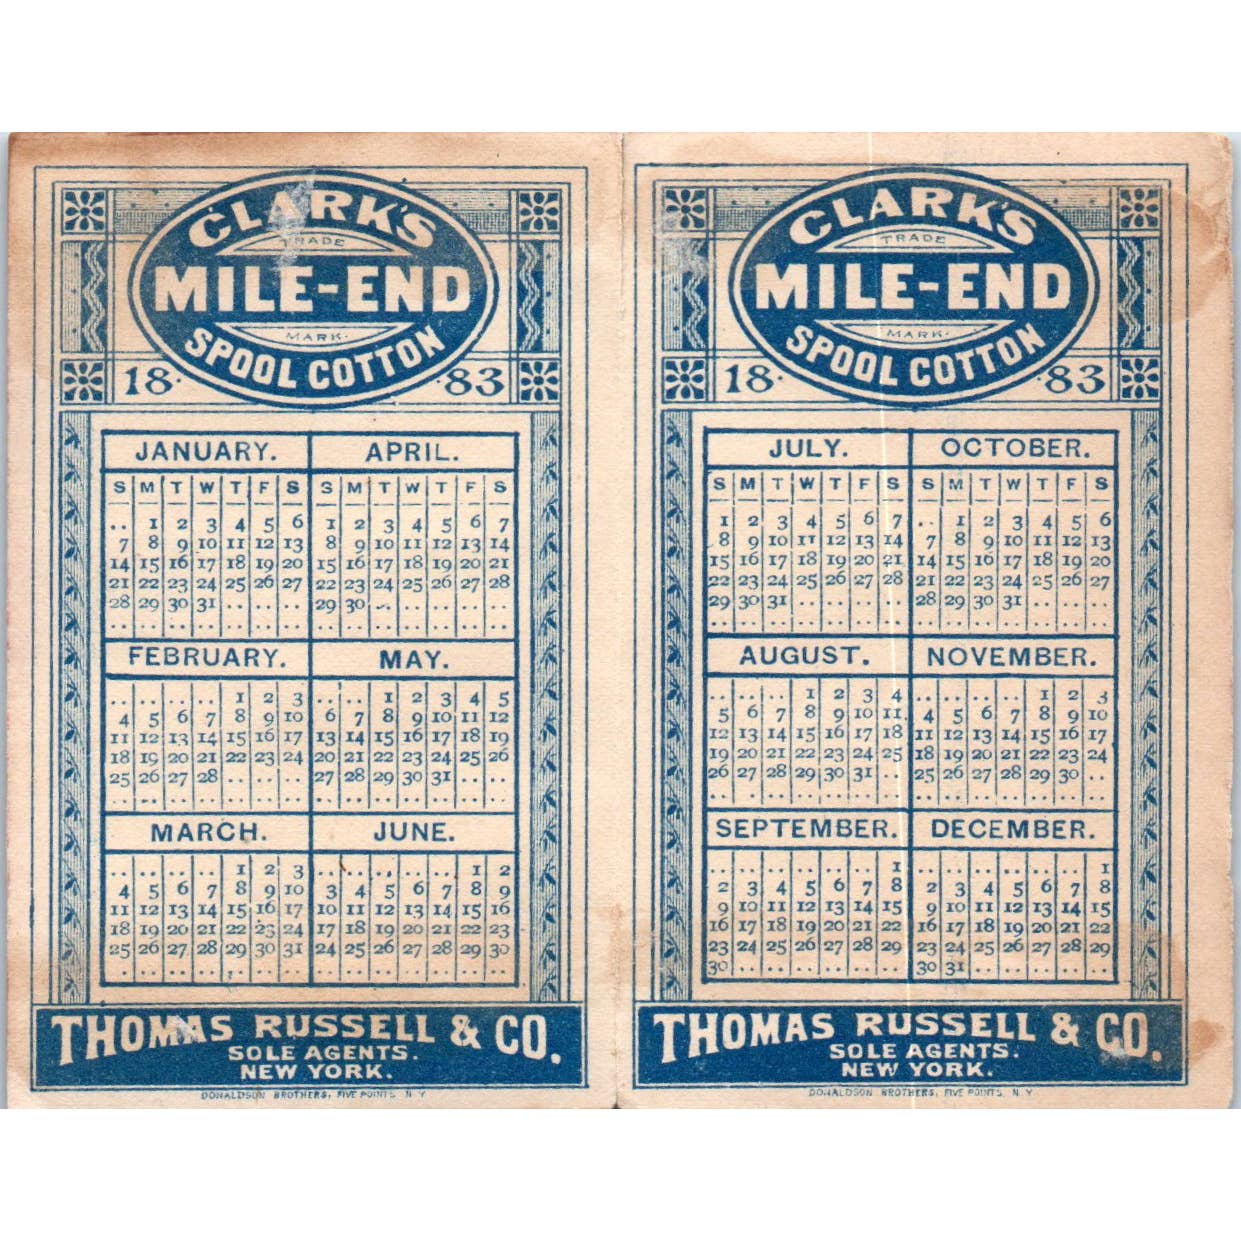 CLARK'S
TRADE
MILE-END
MARK.
SPOOL COTTON
18 · · 83
JANUARY. APRIL.
S M T W T F S S M T W T F S
.. 1 2 3 4 5 6 1 2 3 4 5 6 7
7 8 9 10 11 12 13 8 9 10 11 12 13 14
14 15 16 17 18 19 20 15 16 17 18 19 20 21
21 22 23 24 25 26 27 22 23 24 25 26 27 28
28 29 30 31 .. .. .. 29 30 .. .. .. .. ..
.. .. .. .. .. .. .. .. .. .. .. .. .. ..
FEBRUARY. MAY.
.. .. .. .. 1 2 3 .. .. 1 2 3 4 5
4 5 6 7 8 9 10 6 7 8 9 10 11 12
11 12 13 14 15 16 17 13 14 15 16 17 18 19
18 19 20 21 22 23 24 20 21 22 23 24 25 26
25 26 27 28 .. .. .. 27 28 29 30 31 .. ..
.. .. .. .. .. .. .. .. .. .. .. .. .. ..
MARCH. JUNE.
.. .. .. .. 1 2 3 .. .. .. .. .. 1 2
4 5 6 7 8 9 10 3 4 5 6 7 8 9
11 12 13 14 15 16 17 10 11 12 13 14 15 16
18 19 20 21 22 23 24 17 18 19 20 21 22 23
25 26 27 28 29 30 31 24 25 26 27 28 29 30
.. .. .. .. .. .. .. .. .. .. .. .. .. ..
THOMAS RUSSELL & CO.
SOLE AGENTS.
NEW YORK.
DONALDSON BROTHERS, FIVE POINTS N Y
CLARK'S
TRADE
MILE-END
MARK.
SPOOL COTTON
18 · · 83
JULY. OCTOBER.
S M T W T F S S M T W T F S
1 2 3 4 5 6 7 .. 1 2 3 4 5 6
8 9 10 11 12 13 14 7 8 9 10 11 12 13
15 16 17 18 19 20 21 14 15 16 17 18 19 20
22 23 24 25 26 27 28 21 22 23 24 25 26 27
29 30 31 .. .. .. .. 28 29 30 31 .. .. ..
.. .. .. .. .. .. .. .. .. .. .. .. .. ..
AUGUST. NOVEMBER.
.. .. .. 1 2 3 4 .. .. .. .. 1 2 3
5 6 7 8 9 10 11 4 5 6 7 8 9 10
12 13 14 15 16 17 18 11 12 13 14 15 16 17
19 20 21 22 23 24 25 18 19 20 21 22 23 24
26 27 28 29 30 31 .. 25 26 27 28 29 30 ..
.. .. .. .. .. .. .. .. .. .. .. .. .. ..
SEPTEMBER. DECEMBER.
.. .. .. .. .. .. 1 .. .. .. .. .. .. 1
2 3 4 5 6 7 8 2 3 4 5 6 7 8
9 10 11 12 13 14 15 9 10 11 12 13 14 15
16 17 18 19 20 21 22 16 17 18 19 20 21 22
23 24 25 26 27 28 29 23 24 25 26 27 28 29
30 .. .. .. .. .. .. 30 31 .. .. .. .. ..
THOMAS RUSSELL & CO.
SOLE AGENTS.
NEW YORK.
DONALDSON BROTHERS, FIVE POINTS, N. Y